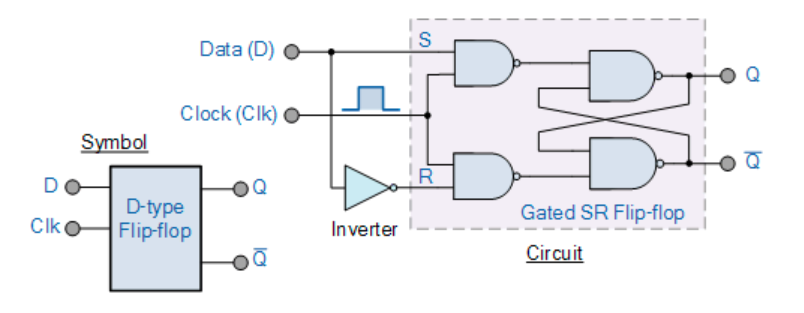 Data (D)
S
Q
Clock (Clk)
Symbol
D
Q
D-type
Flip-flop
Clk
Q̅
R
Q̅
Inverter
Gated SR Flip-flop
Circuit